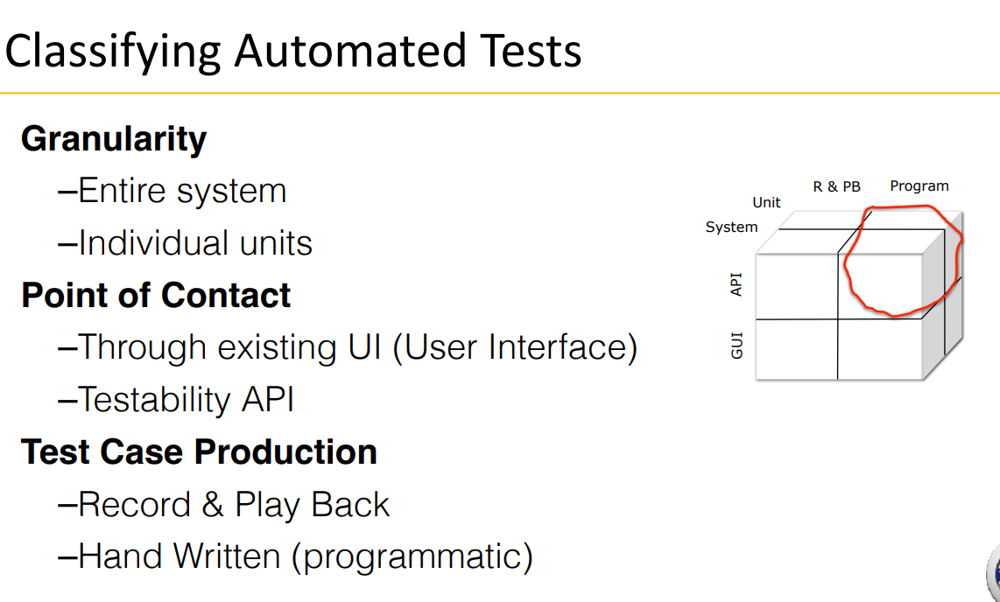 Classifying Automated Tests
Granularity
–Entire system
–Individual units
Point of Contact
–Through existing UI (User Interface)
–Testability API
Test Case Production
–Record & Play Back
–Hand Written (programmatic)
R & PB Program
Unit
System
API
GUI